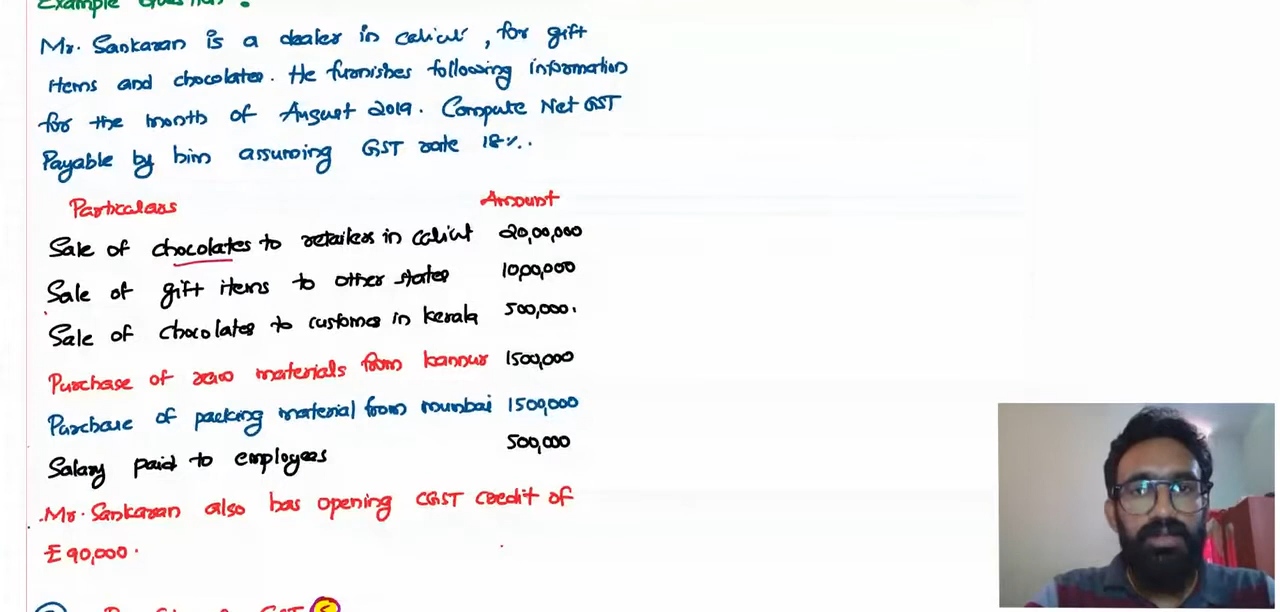 Example Question :
Mr. Sankaran is a dealer in calicut, for gift
items and chocolates. He furnishes following information
for the month of August 2019. Compute Net GST
Payable by him assuming GST rate 18%.
Particulars Amount
Sale of chocolates to retailers in calicut 20,00,000
Sale of gift items to other states 1000,000
Sale of chocolates to customer in kerala 500,000
Purchase of raw materials from kannur 1500,000
Purchase of packing material from mumbai 1500,000
Salary paid to employees 500,000
Mr. Sankaran also has opening CGST credit of
₹ 90,000.
GST 5